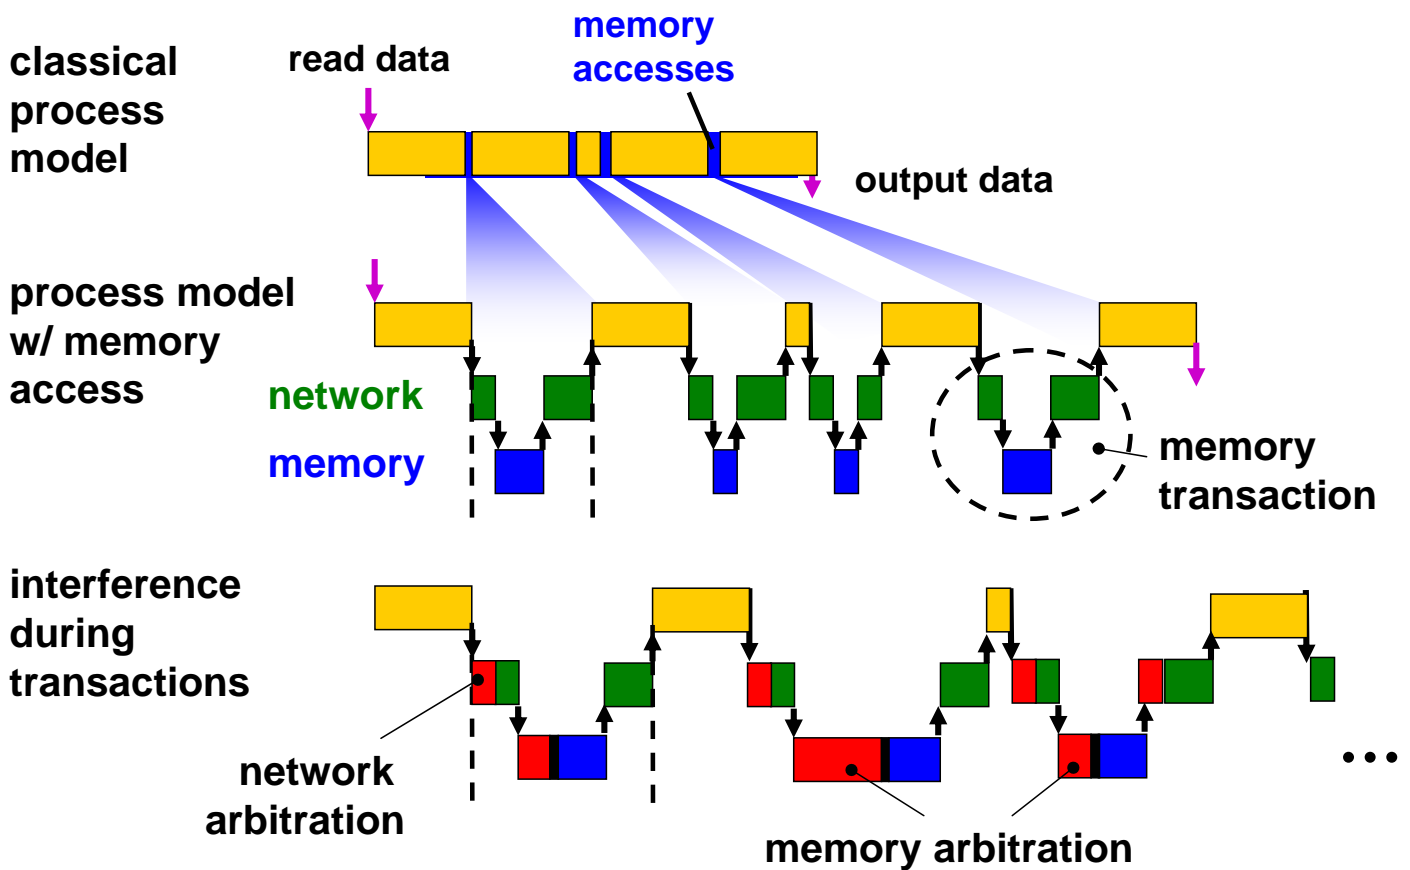 classical
process
model
read data
memory
accesses
output data
process model
w/ memory
access
network
memory
memory
transaction
interference
during
transactions
network
arbitration
memory arbitration
...